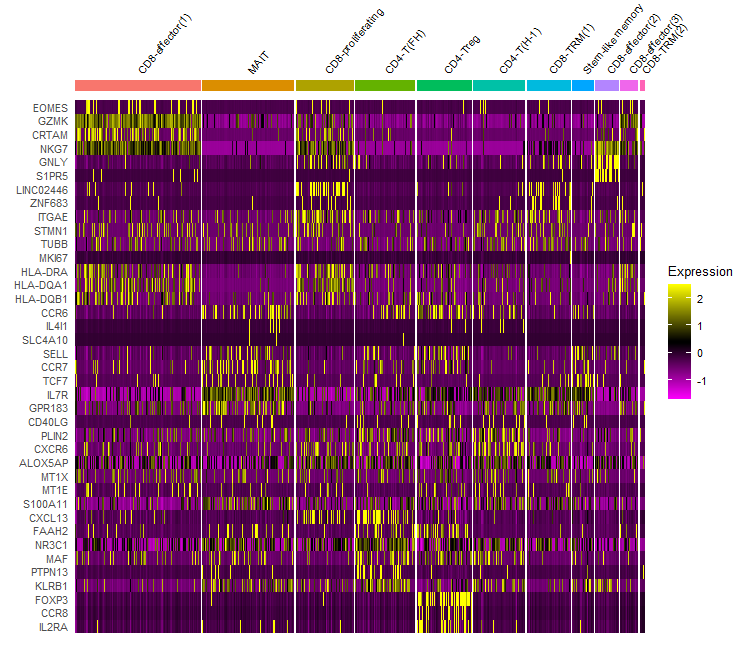 CD8-effector(1)
MAIT
CD8-proliferating
CD4-T(FH)
CD4-Treg
CD4-T(H-1)
CD8-TRM(1)
Stem-like memory
CD8-effector(2)
CD8-effector(3)
CD8-TRM(2)
EOMES
GZMK
CRTAM
NKG7
GNLY
S1PR5
LINC02446
ZNF683
ITGAE
STMN1
TUBB
MKI67
HLA-DRA
HLA-DQA1
HLA-DQB1
CCR6
IL4I1
SLC4A10
SELL
CCR7
TCF7
IL7R
GPR183
CD40LG
PLIN2
CXCR6
ALOX5AP
MT1X
MT1E
S100A11
CXCL13
FAAH2
NR3C1
MAF
PTPN13
KLRB1
FOXP3
CCR8
IL2RA
Expression
2
1
0
-1